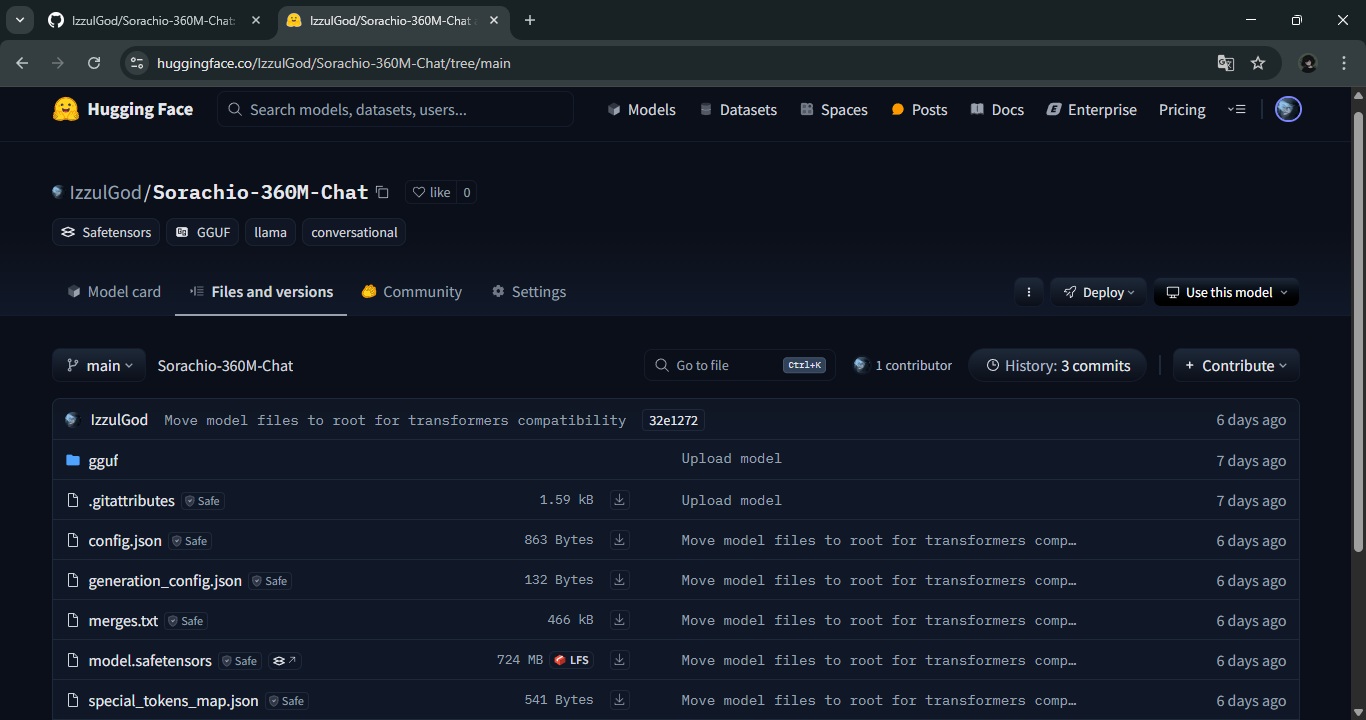 IzzulGod/Sorachio-360M-Chat:
IzzulGod/Sorachio-360M-Chat
huggingface.co/IzzulGod/Sorachio-360M-Chat/tree/main
Hugging Face
Search models, datasets, users...
Models
Datasets
Spaces
Posts
Docs
Enterprise
Pricing
IzzulGod/Sorachio-360M-Chat
like 0
Safetensors
GGUF
llama
conversational
Model card
Files and versions
Community
Settings
Deploy
Use this model
main
Sorachio-360M-Chat
Go to file
Ctrl+K
1 contributor
History: 3 commits
+ Contribute
IzzulGod Move model files to root for transformers compatibility 32e1272 6 days ago
gguf Upload model 7 days ago
.gitattributes Safe 1.59 kB Upload model 7 days ago
config.json Safe 863 Bytes Move model files to root for transformers comp… 6 days ago
generation_config.json Safe 132 Bytes Move model files to root for transformers comp… 6 days ago
merges.txt Safe 466 kB Move model files to root for transformers comp… 6 days ago
model.safetensors Safe 724 MB LFS Move model files to root for transformers comp… 6 days ago
special_tokens_map.json Safe 541 Bytes Move model files to root for transformers comp… 6 days ago